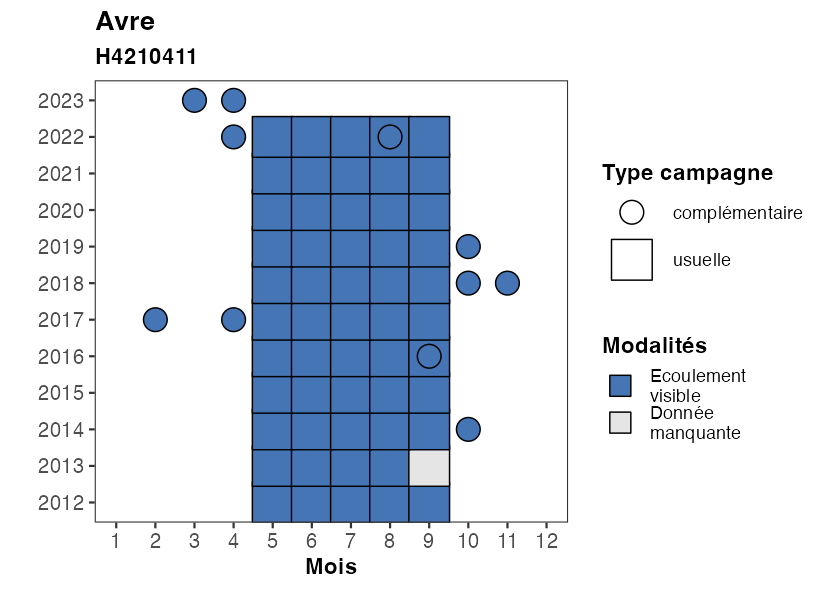 Avre
H4210411
2023
2022
2021
2020
2019
2018
2017
2016
2015
2014
2013
2012
1 2 3 4 5 6 7 8 9 10 11 12
Mois
Type campagne
complémentaire
usuelle
Modalités
Ecoulement
visible
Donnée
manquante